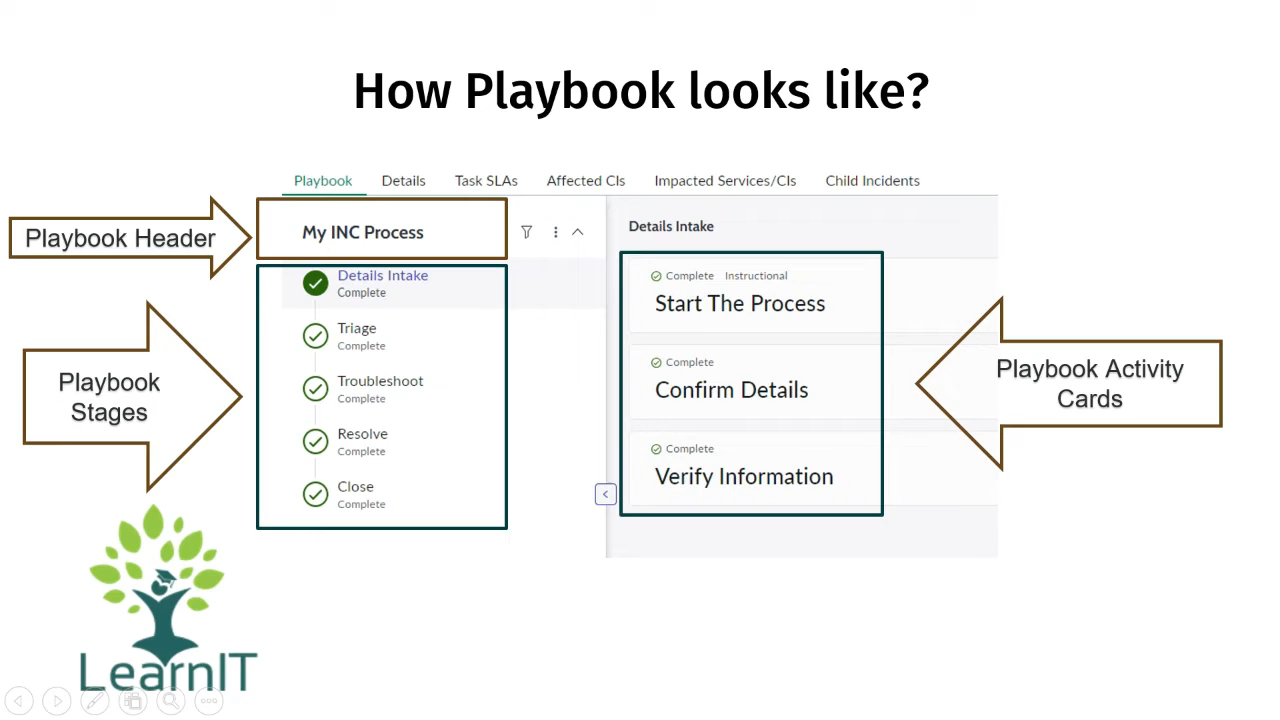 How Playbook looks like?
Playbook Details Task SLAs Affected CIs Impacted Services/CIs Child Incidents
Playbook Header
My INC Process
Details Intake
Complete
Triage
Complete
Troubleshoot
Complete
Resolve
Complete
Close
Complete
Playbook
Stages
Details Intake
Complete Instructional
Start The Process
Complete
Confirm Details
Complete
Verify Information
Playbook Activity
Cards
LearnIT